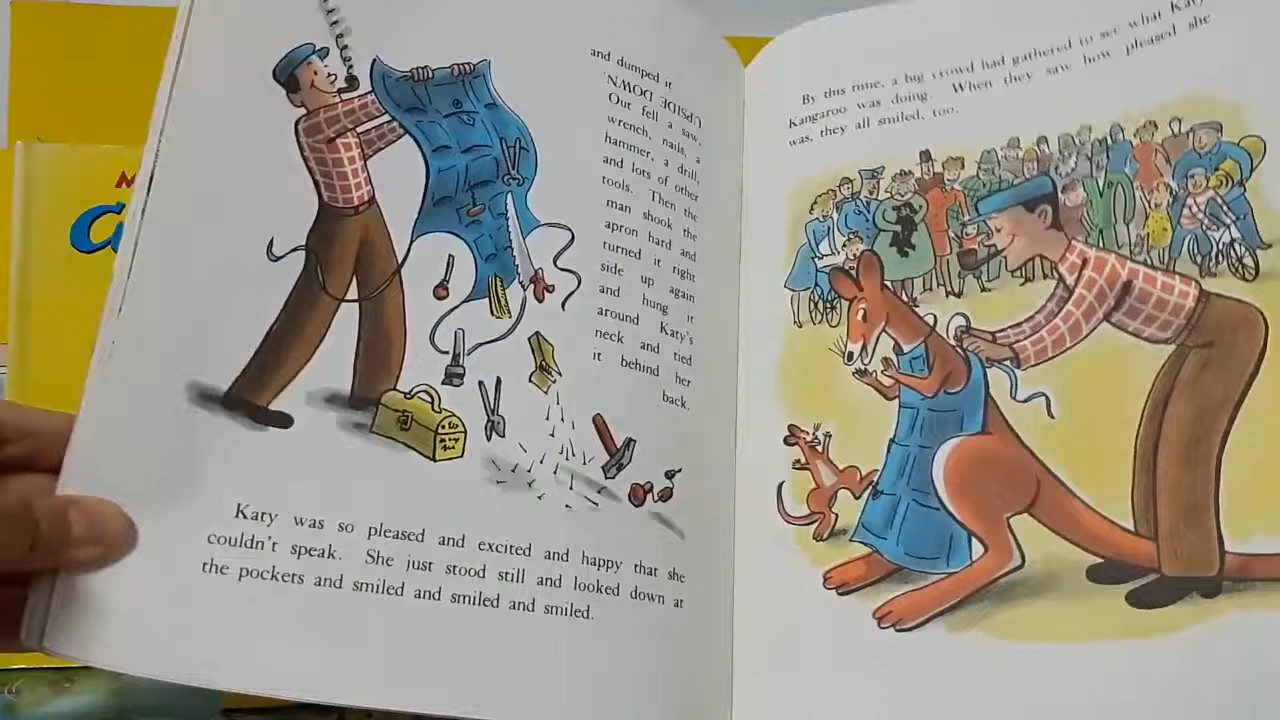 and dumped it
UPSIDE DOWN.
Out fell a saw,
wrench, nails, a
hammer, a drill,
and lots of other
tools. Then the
man shook the
apron hard and
turned it right
side up again
and hung it
around Katy's
neck and tied
it behind her
back.
Katy was so pleased and excited and happy that she
couldn't speak. She just stood still and looked down at
the pockets and smiled and smiled and smiled.
By this time, a big crowd had gathered to see what Katy
Kangaroo was doing. When they saw how pleased she
was, they all smiled, too.